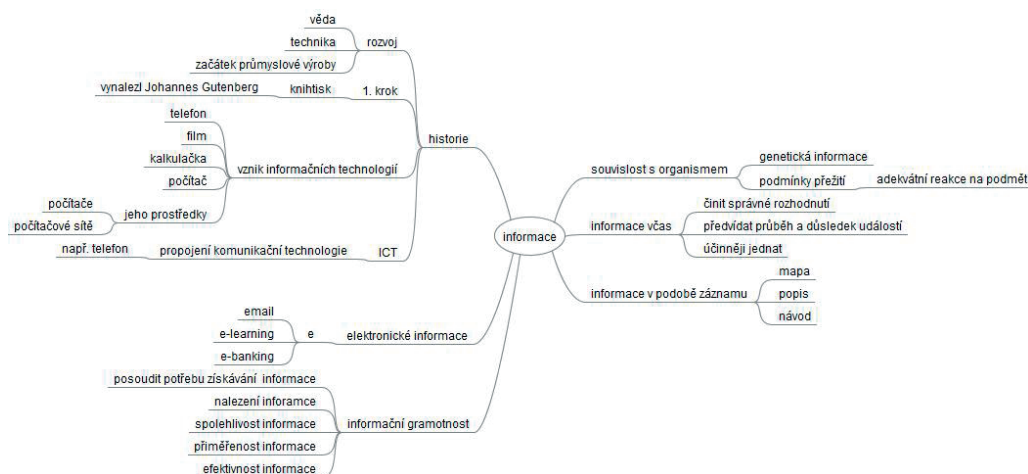 věda
technika
rozvoj
začátek průmyslové výroby
vynalezl Johannes Gutenberg
knihtisk
1. krok
telefon
film
kalkulačka
vznik informačních technologií
počítač
počítače
jeho prostředky
počítačové sítě
např. telefon
propojení komunikační technologie
ICT
historie
informace
souvislost s organismem
genetická informace
podmínky přežití
adekvátní reakce na podmět
činit správné rozhodnutí
informace včas
předvídat průběh a důsledek událostí
účinněji jednat
mapa
informace v podobě záznamu
popis
návod
email
e-learning
e
elektronické informace
e-banking
posoudit potřebu získávání informace
nalezení inforamce
spolehlivost informace
informační gramotnost
přiměřenost informace
efektivnost informace